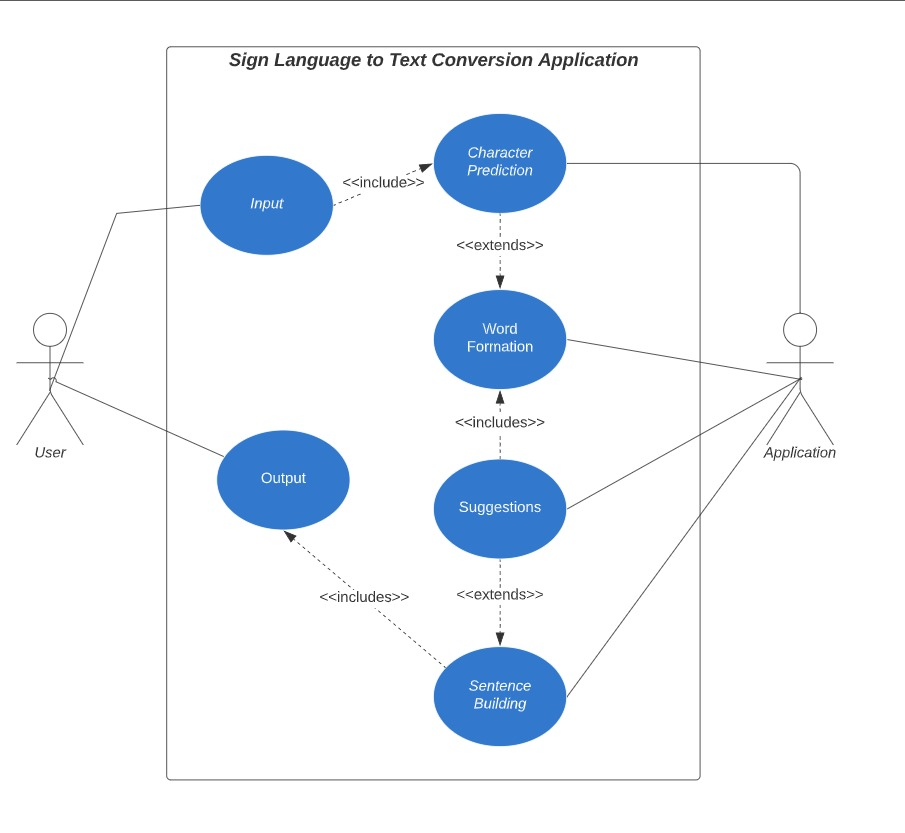 Sign Language to Text Conversion Application
Character
Prediction
<<include>>
Input
<<extends>>
Word
Formation
<<includes>>
User
Application
Output
Suggestions
<<includes>>
<<extends>>
Sentence
Building